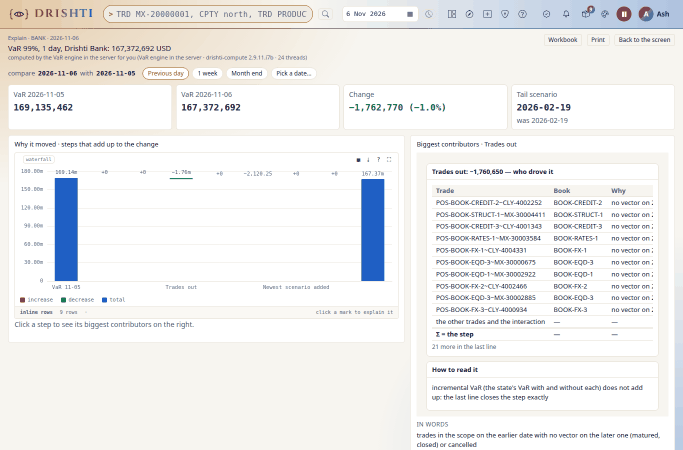 DRISHTI
> TRD MX-20000001, CPTY north, TRD PRODUC
6 Nov 2026
Ash
Explain · BANK · 2026-11-06
VaR 99%, 1 day, Drishti Bank: 167,372,692 USD
computed by the VaR engine in the server for you (VaR engine in the server · drishti-compute 2.9.11.7b · 24 threads)
Workbook
Print
Back to the screen
compare 2026-11-06 with 2026-11-05
Previous day
1 week
Month end
Pick a date...
VaR 2026-11-05
169,135,462
VaR 2026-11-06
167,372,692
Change
−1,762,770 (−1.0%)
Tail scenario
2026-02-19
was 2026-02-19
Why it moved · steps that add up to the change
waterfall
180.00m
150.00m
120.00m
90.00m
60.00m
30.00m
0
169.14m
+0
+0
−1.76m
+0
−2,120.25
+0
+0
167.37m
VaR 11-05
Trades out
Newest scenario added
increase
decrease
total
inline rows 9 rows ·
click a mark to explain it
Click a step to see its biggest contributors on the right.
Biggest contributors · Trades out
Trades out: −1,760,650 — who drove it
Trade Book Why
POS-BOOK-CREDIT-2~CLY-4002252 BOOK-CREDIT-2 no vector on 2
POS-BOOK-STRUCT-1~MX-30004411 BOOK-STRUCT-1 no vector on 2
POS-BOOK-CREDIT-3~CLY-4001343 BOOK-CREDIT-3 no vector on 2
POS-BOOK-RATES-1~MX-30003584 BOOK-RATES-1 no vector on 2
POS-BOOK-FX-1~CLY-4004331 BOOK-FX-1 no vector on 2
POS-BOOK-EQD-3~MX-30000675 BOOK-EQD-3 no vector on 2
POS-BOOK-EQD-1~MX-30002922 BOOK-EQD-1 no vector on 2
POS-BOOK-FX-2~CLY-4002466 BOOK-FX-2 no vector on 2
POS-BOOK-EQD-3~MX-30002885 BOOK-EQD-3 no vector on 2
POS-BOOK-FX-3~CLY-4000934 BOOK-FX-3 no vector on 2
the other trades and the interaction — —
Σ = the step — —
21 more in the last line
How to read it
incremental VaR (the state's VaR with and without each) does not add
up: the last line closes the step exactly
IN WORDS
trades in the scope on the earlier date with no vector on the later one (matured,
closed) or cancelled